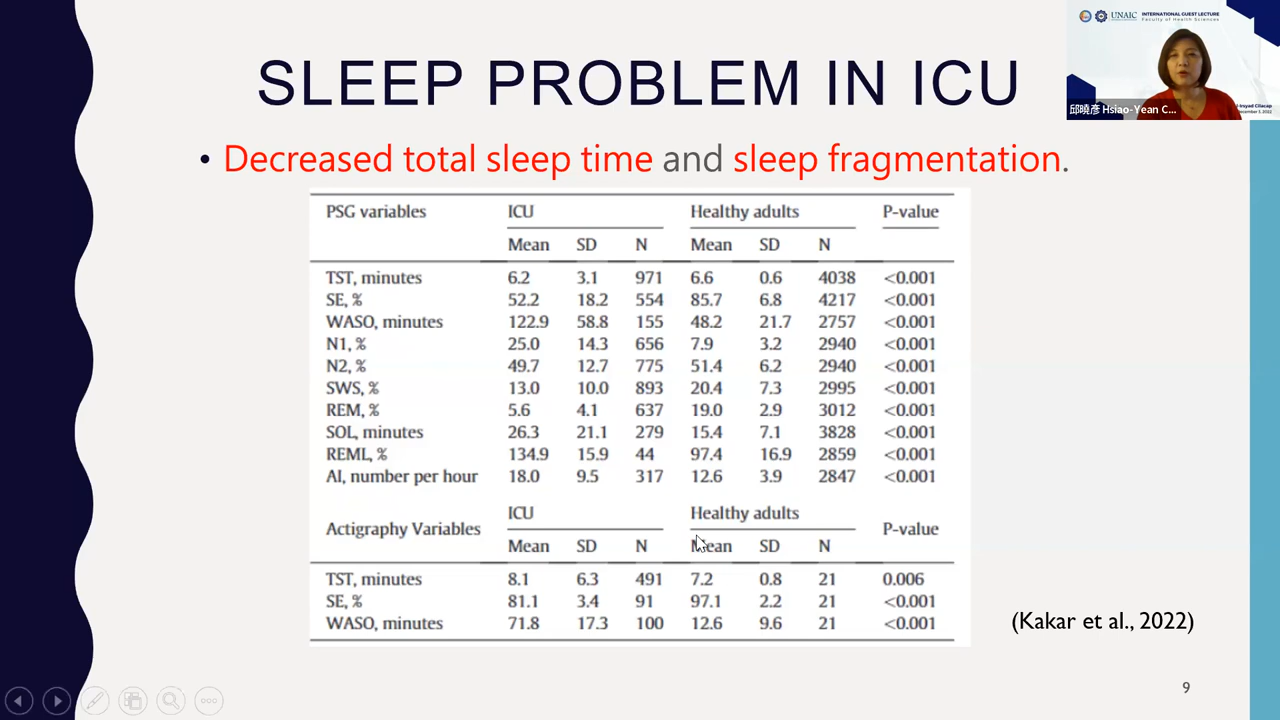 UNAIC INTERNATIONAL GUEST LECTURE
Faculty of Health Sciences
SLEEP PROBLEM IN ICU
邱曉彥 Hsiao-Yean C...
• Decreased total sleep time and sleep fragmentation.
PSG variables ICU Healthy adults P-value
Mean SD N Mean SD N
TST, minutes 6.2 3.1 971 6.6 0.6 4038 <0.001
SE, % 52.2 18.2 554 85.7 6.8 4217 <0.001
WASO, minutes 122.9 58.8 155 48.2 21.7 2757 <0.001
N1, % 25.0 14.3 656 7.9 3.2 2940 <0.001
N2, % 49.7 12.7 775 51.4 6.2 2940 <0.001
SWS, % 13.0 10.0 893 20.4 7.3 2995 <0.001
REM, % 5.6 4.1 637 19.0 2.9 3012 <0.001
SOL, minutes 26.3 21.1 279 15.4 7.1 3828 <0.001
REML, % 134.9 15.9 44 97.4 16.9 2859 <0.001
AI, number per hour 18.0 9.5 317 12.6 3.9 2847 <0.001
Actigraphy Variables ICU Healthy adults P-value
Mean SD N Mean SD N
TST, minutes 8.1 6.3 491 7.2 0.8 21 0.006
SE, % 81.1 3.4 91 97.1 2.2 21 <0.001
WASO, minutes 71.8 17.3 100 12.6 9.6 21 <0.001
(Kakar et al., 2022)
9